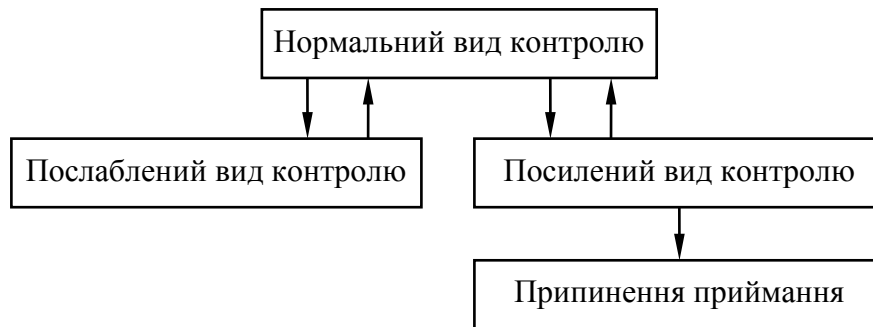 Нормальний вид контролю
Послаблений вид контролю
Посилений вид контролю
Припинення приймання